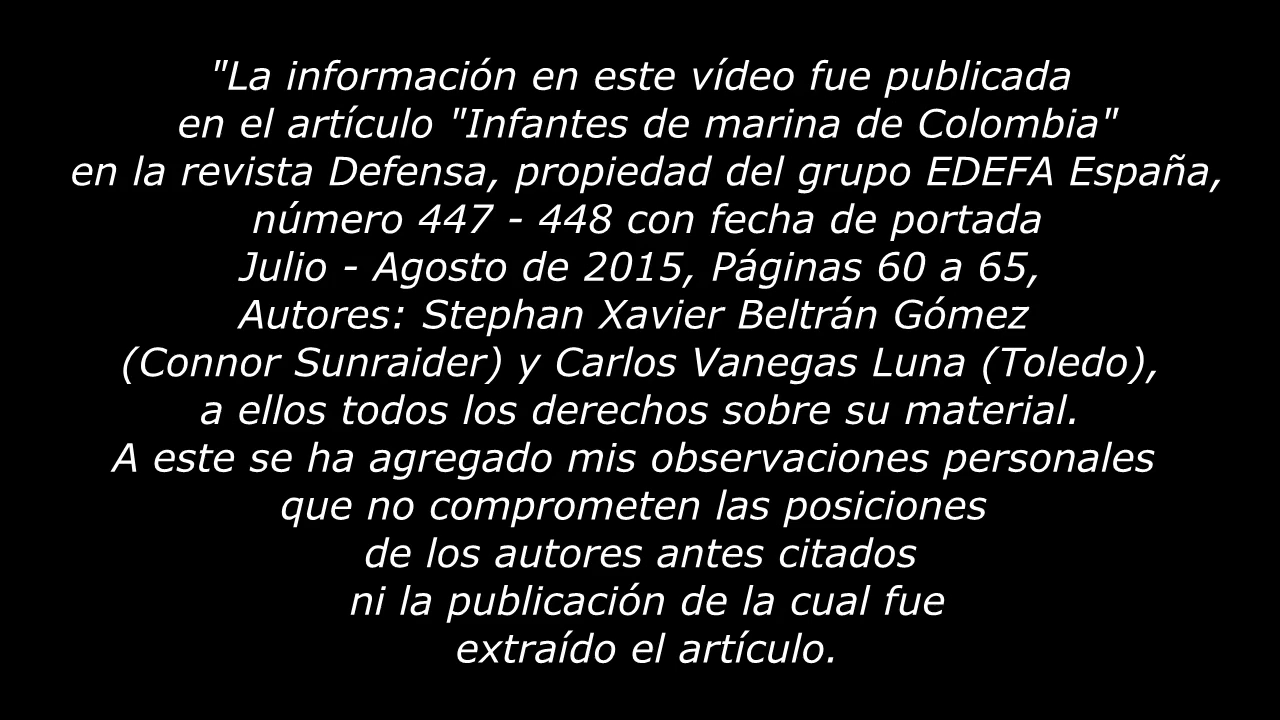 "La información en este vídeo fue publicada
en el artículo "Infantes de marina de Colombia"
en la revista Defensa, propiedad del grupo EDEFA España,
número 447 - 448 con fecha de portada
Julio - Agosto de 2015, Páginas 60 a 65,
Autores: Stephan Xavier Beltrán Gómez
(Connor Sunraider) y Carlos Vanegas Luna (Toledo),
a ellos todos los derechos sobre su material.
A este se ha agregado mis observaciones personales
que no comprometen las posiciones
de los autores antes citados
ni la publicación de la cual fue
extraído el artículo.